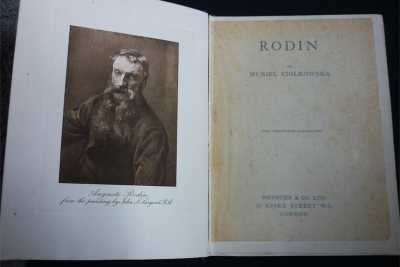 Auguste Rodin
from the painting by John S. Sargent, R.A.
RODIN
BY
MURIEL CIOLKOWSKA
METHUEN & CO. LTD.
36 ESSEX STREET W.C.
LONDON